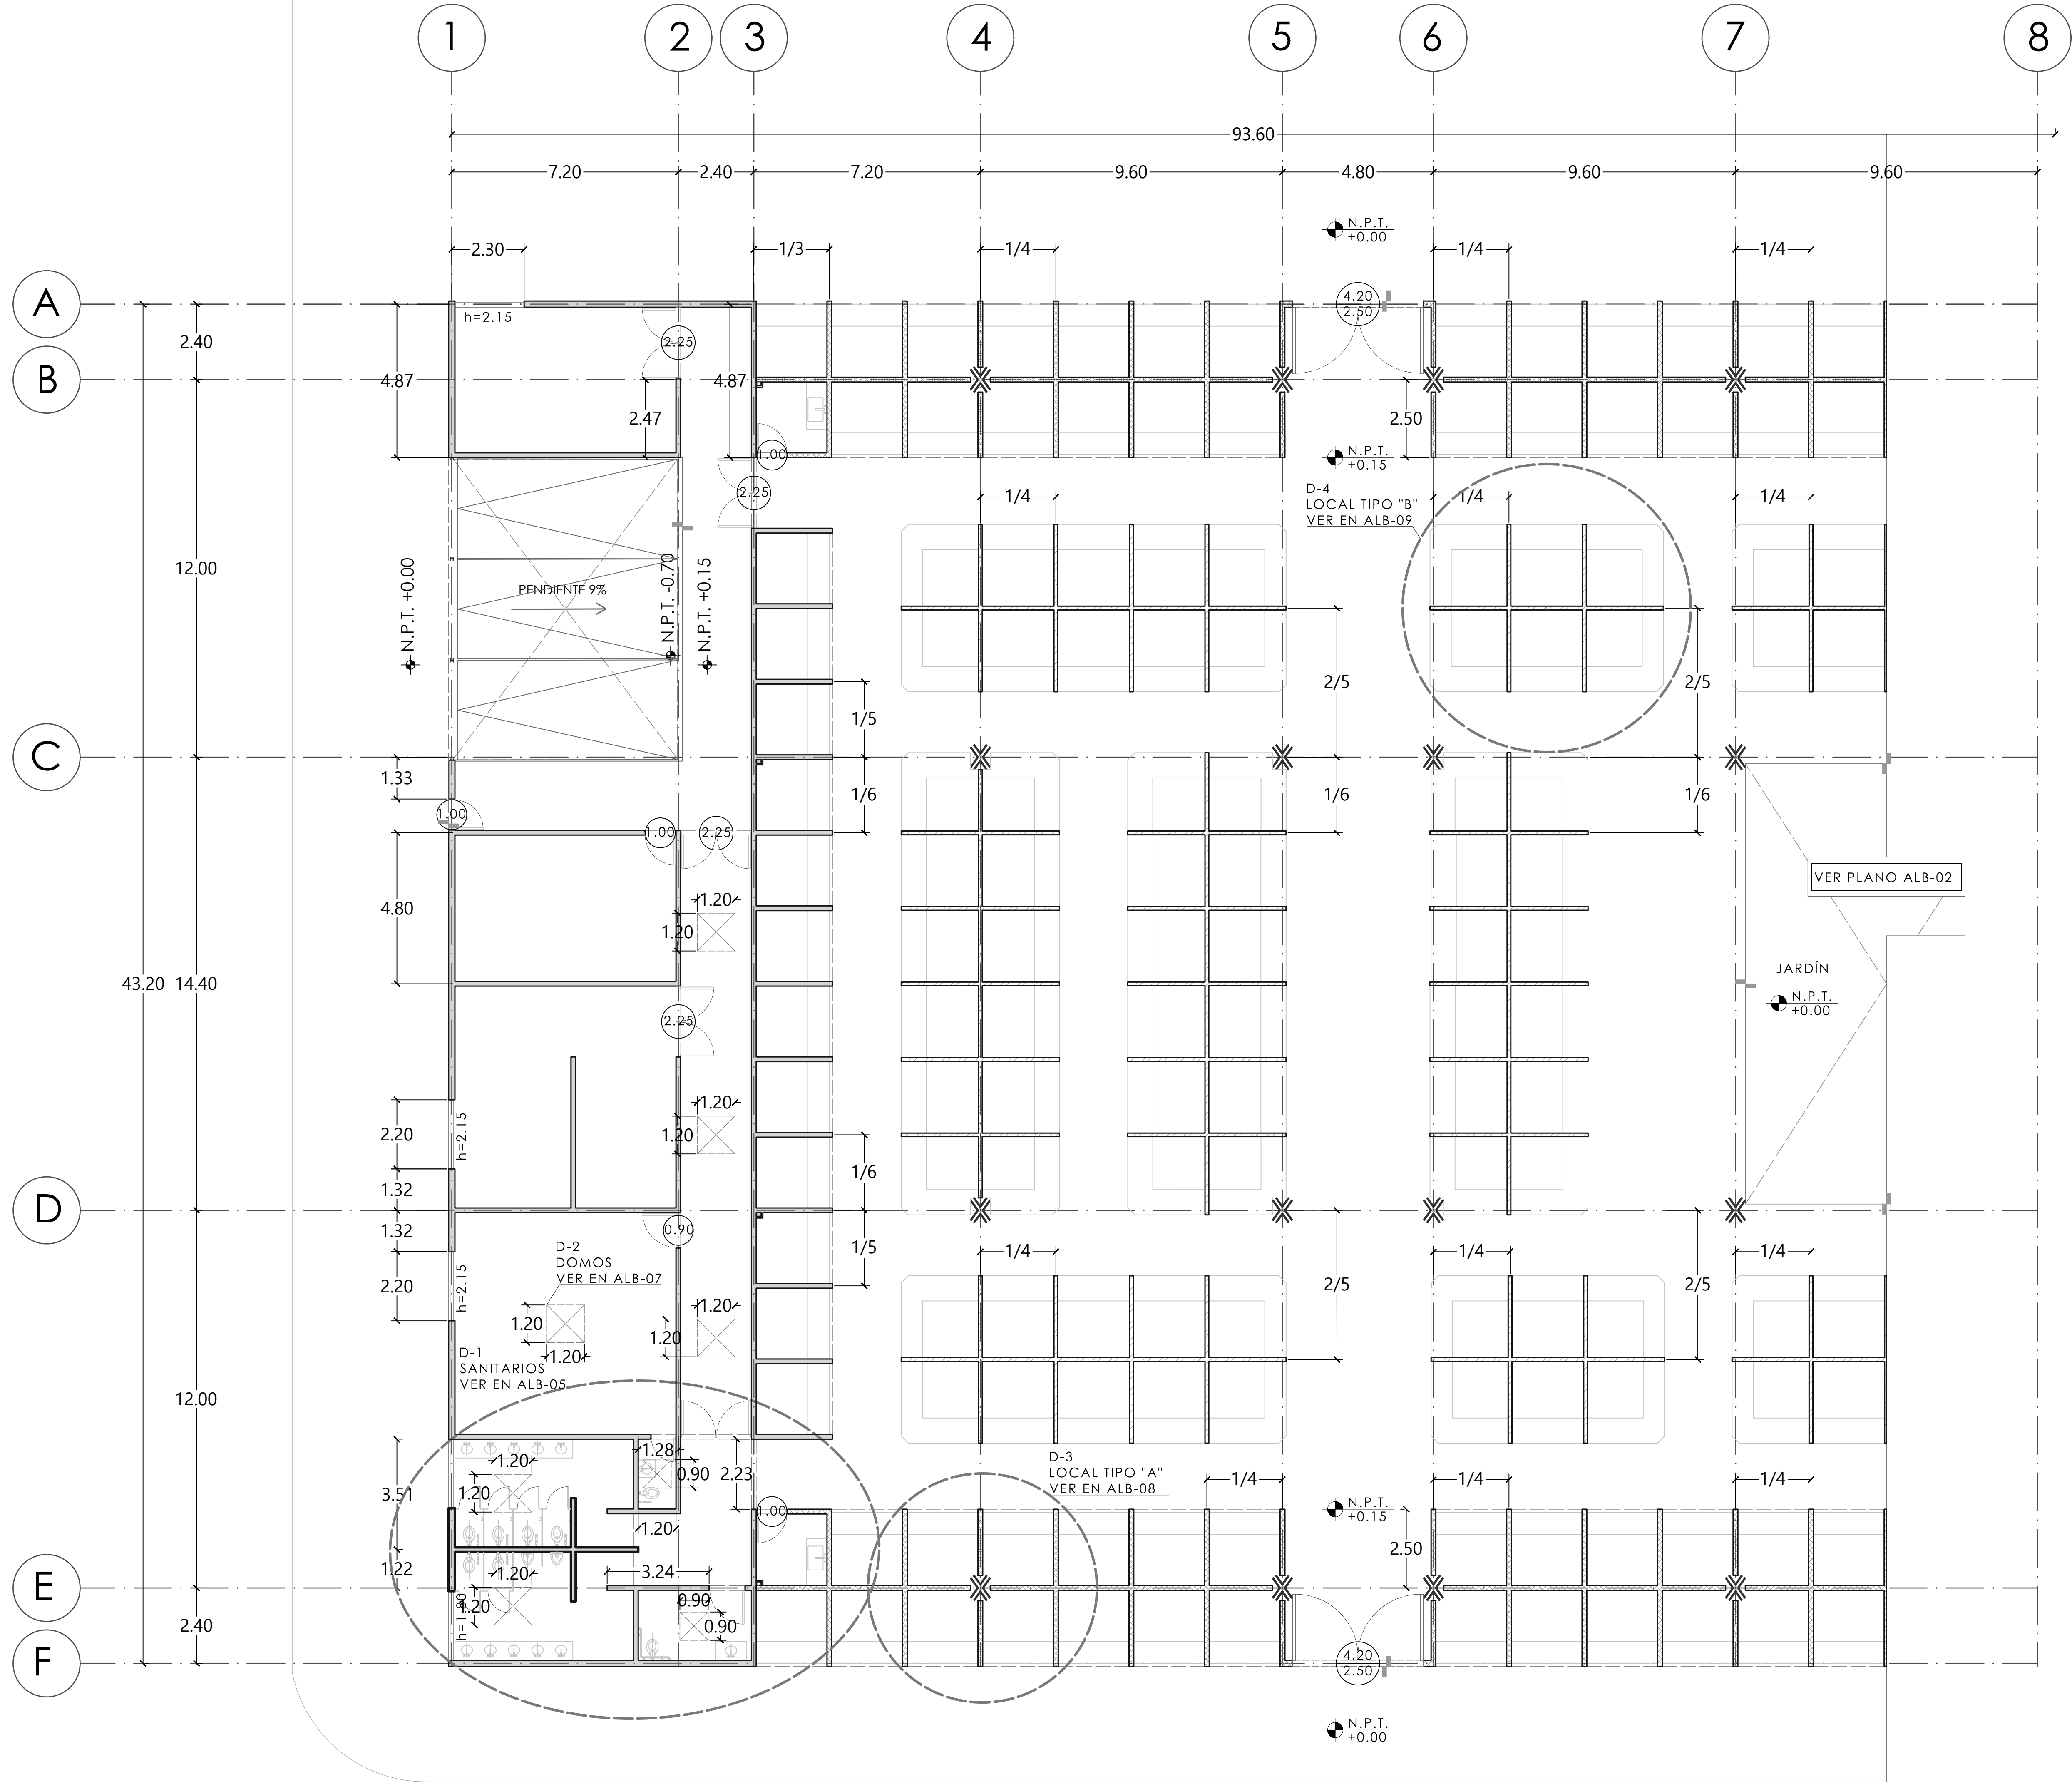 1 2 3 4 5 6 7 8
93.60
7.20 2.40 7.20 9.60 4.80 9.60 9.60
N.P.T.
+0.00
2.30 1/3 1/4 1/4 1/4
A
h=2.15
4.20
2.50
2.40
2.25
B
4.87 4.87
2.47 2.50
1.00
N.P.T.
+0.15
2.25
D-4
LOCAL TIPO "B"
VER EN ALB-09
1/4 1/4 1/4
12.00
N.P.T. +0.00
PENDIENTE 9%
N.P.T. -0.70
N.P.T. +0.15
2/5 2/5
1/5
C
1.33
1/6 1/6 1/6
1.00
1.00 2.25
VER PLANO ALB-02
4.80
1.20
1.20
JARDÍN
43.20 14.40
N.P.T.
+0.00
2.25
1.20
1.20
2.20
h=2.15
1/6
1.32
D
1.32
0.90
1/5
D-2
DOMOS
VER EN ALB-07
1/4 1/4 1/4
2.20
h=2.15
2/5 2/5
1.20
1.20
1.20
1.20
D-1
SANITARIOS
VER EN ALB-05
12.00
1.28
1.20
0.90 2.23
D-3
LOCAL TIPO "A"
VER EN ALB-08
1/4 1/4 1/4
3.51
1.20
1.00
N.P.T.
+0.15
1.20
2.50
1.22
1.20
3.24
E
1.20
h=1.80
0.90
0.90
2.40
F
4.20
2.50
N.P.T.
+0.00